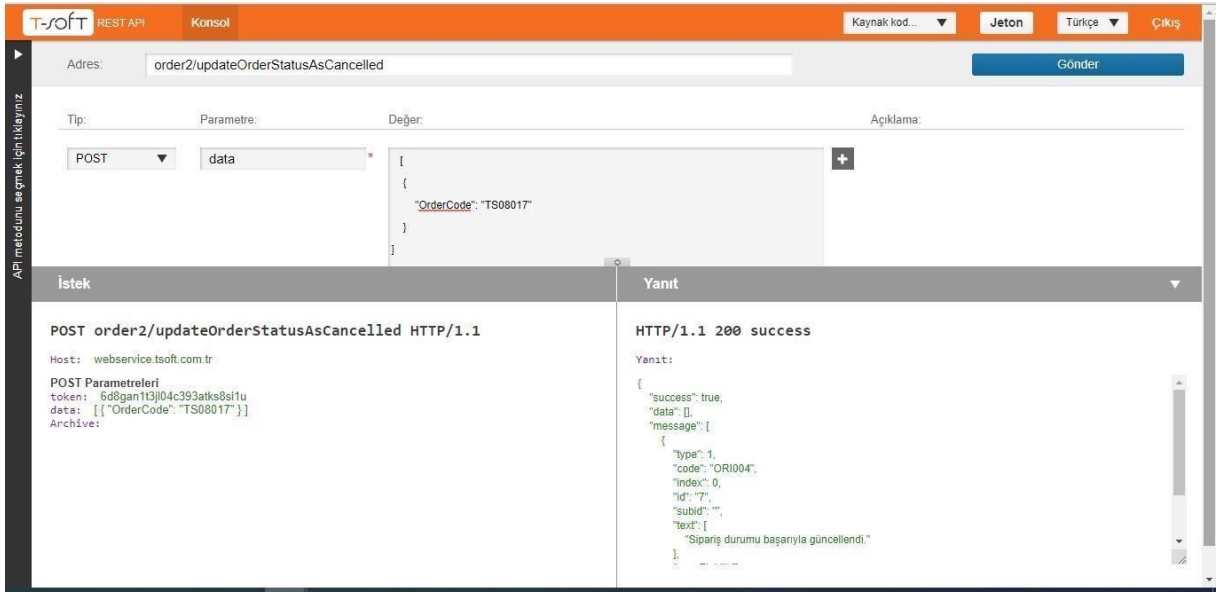 T-SOFT REST API Konsol Kaynak kod... Jeton Türkçe Çıkış
API metodunu seçmek için tıklayınız
Adres: order2/updateOrderStatusAsCancelled Gönder
Tip: Parametre: Değer: Açıklama:
POST data * [
{
"OrderCode": "TS08017"
}
]
İstek
POST order2/updateOrderStatusAsCancelled HTTP/1.1
Host: webservice.tsoft.com.tr
POST Parametreleri
token: 6d8gan1t3jl04c393atks8si1u
data: [ { "OrderCode": "TS08017" } ]
Archive:
Yanıt
HTTP/1.1 200 success
Yanıt:
{
"success": true,
"data": [],
"message": [
{
"type": 1,
"code": "ORI004",
"index": 0,
"id": "7",
"subid": "",
"text": [
"Sipariş durumu başarıyla güncellendi."
],